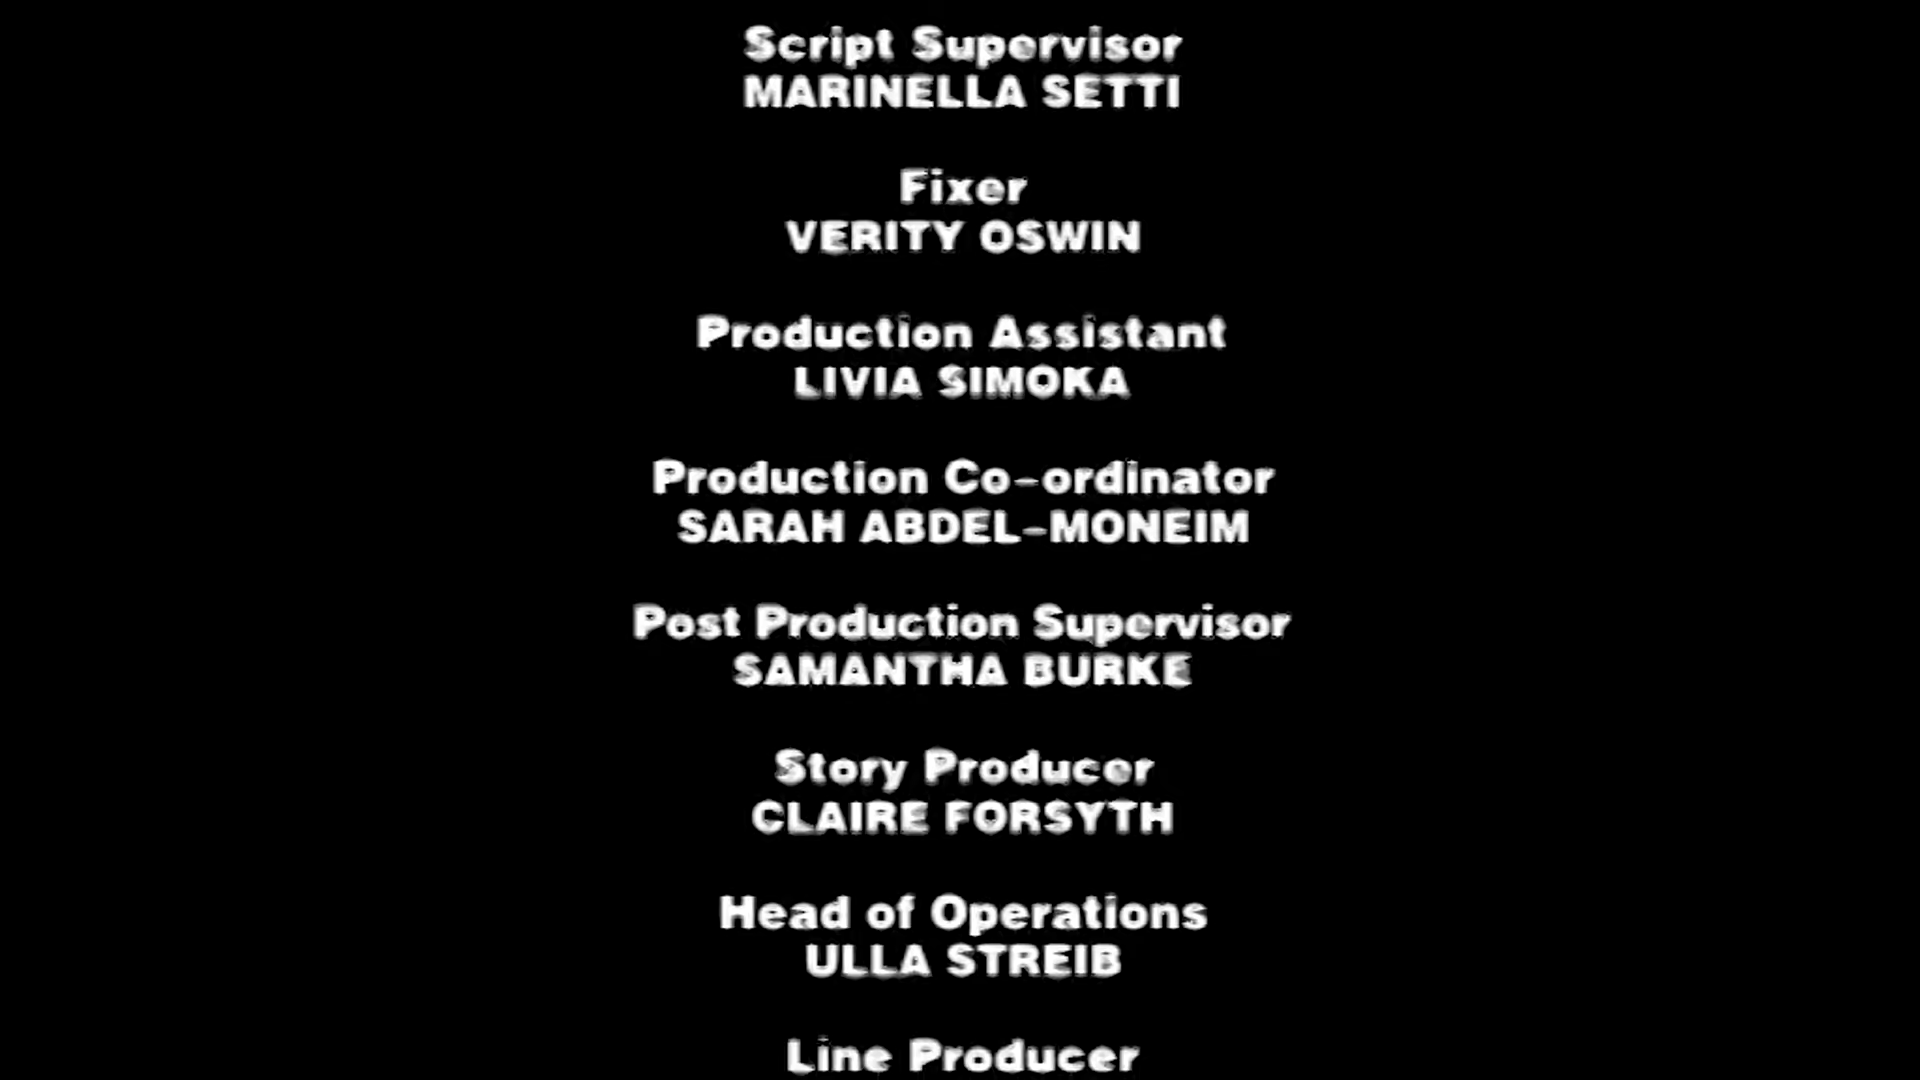 Script Supervisor
MARINELLA SETTI
Fixer
VERITY OSWIN
Production Assistant
LIVIA SIMOKA
Production Co-ordinator
SARAH ABDEL-MONEIM
Post Production Supervisor
SAMANTHA BURKE
Story Producer
CLAIRE FORSYTH
Head of Operations
ULLA STREIB
Line Producer